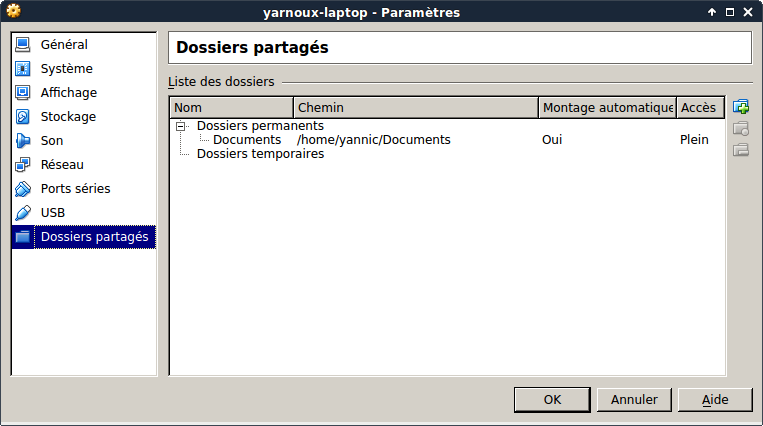 yarnoux-laptop - Paramètres
Général
Système
Affichage
Stockage
Son
Réseau
Ports séries
USB
Dossiers partagés
Dossiers partagés
Liste des dossiers
Nom Chemin Montage automatique Accès
Dossiers permanents
Documents /home/yannic/Documents Oui Plein
Dossiers temporaires
OK Annuler Aide